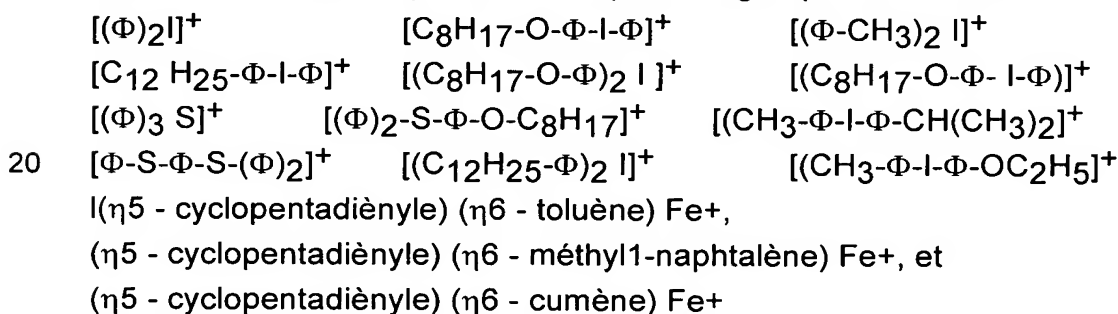 [(Φ)2I]+ [C8H17-O-Φ-I-Φ]+ [(Φ-CH3)2 I]+
[C12 H25-Φ-I-Φ]+ [(C8H17-O-Φ)2 I ]+ [(C8H17-O-Φ- I-Φ)]+
[(Φ)3 S]+ [(Φ)2-S-Φ-O-C8H17]+ [(CH3-Φ-I-Φ-CH(CH3)2]+
20 [Φ-S-Φ-S-(Φ)2]+ [(C12H25-Φ)2 I]+ [(CH3-Φ-I-Φ-OC2H5]+
l(η5 - cyclopentadiènyle) (η6 - toluène) Fe+,
(η5 - cyclopentadiènyle) (η6 - méthyl1-naphtalène) Fe+, et
(η5 - cyclopentadiènyle) (η6 - cumène) Fe+